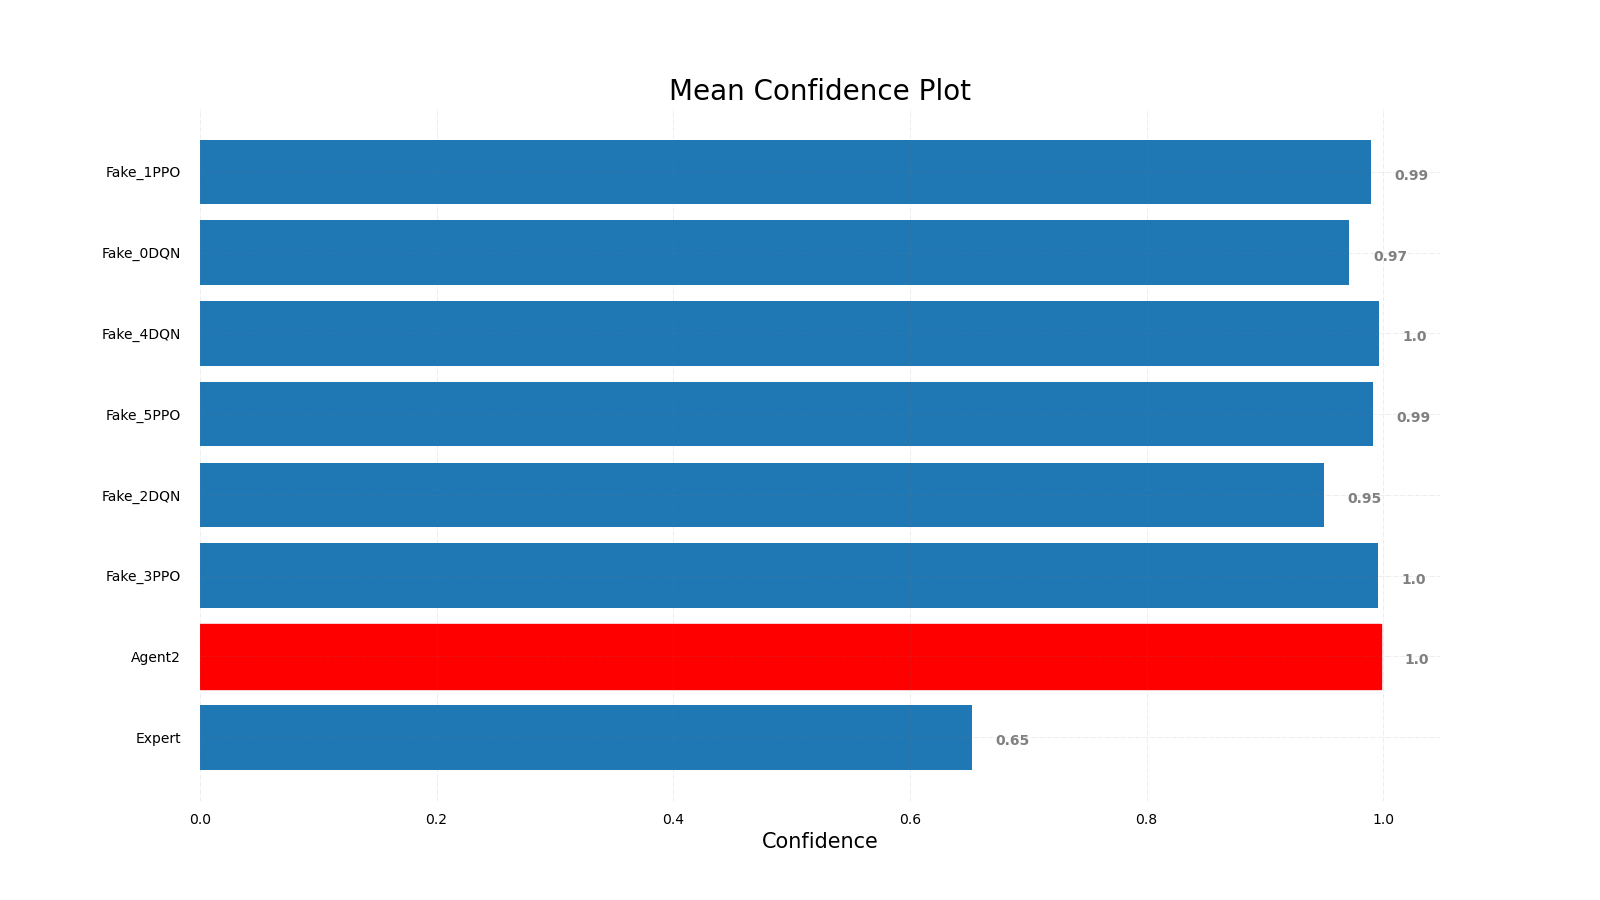 Mean Confidence Plot
Fake_1PPO 0.99
Fake_0DQN 0.97
Fake_4DQN 1.0
Fake_5PPO 0.99
Fake_2DQN 0.95
Fake_3PPO 1.0
Agent2 1.0
Expert 0.65
0.0 0.2 0.4 0.6 0.8 1.0
Confidence